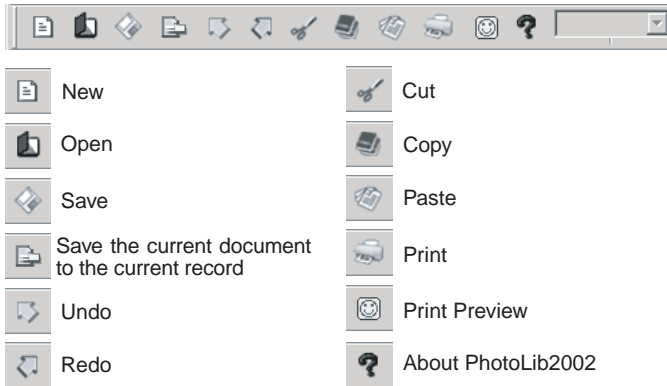 New
Open
Save
Save the current document
to the current record
Undo
Redo
Cut
Copy
Paste
Print
Print Preview
About PhotoLib2002